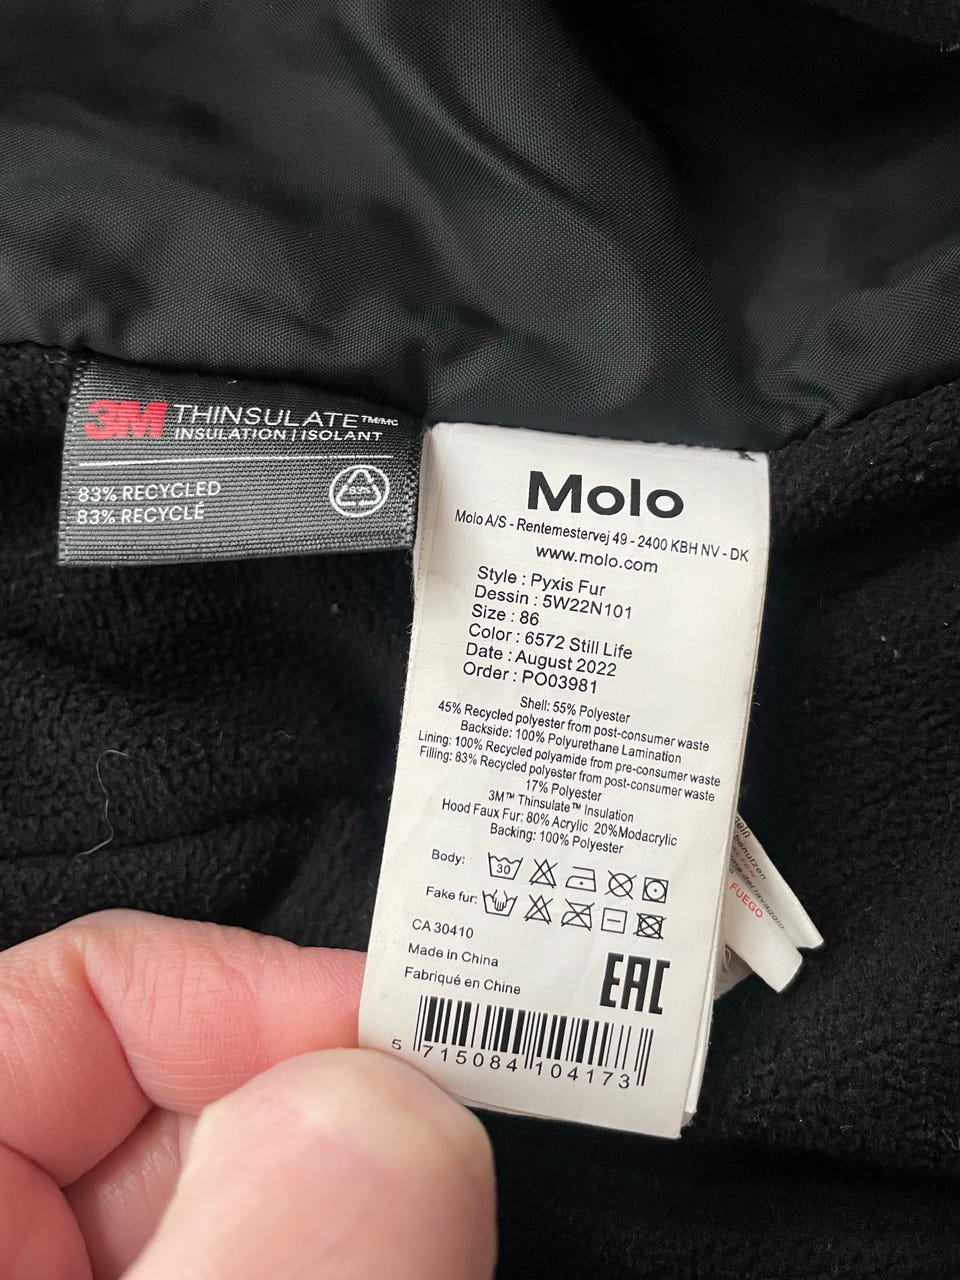 3M THINSULATE™/MC
INSULATION | ISOLANT
83% RECYCLED
83% RECYCLÉ
83%
Molo
Molo A/S - Rentemestervej 49 - 2400 KBH NV - DK
www.molo.com
Style : Pyxis Fur
Dessin : 5W22N101
Size : 86
Color : 6572 Still Life
Date : August 2022
Order : PO03981
Shell: 55% Polyester
45% Recycled polyester from post-consumer waste
Backside: 100% Polyurethane Lamination
Lining: 100% Recycled polyamide from pre-consumer waste
Filling: 83% Recycled polyester from post-consumer waste
17% Polyester
3M™ Thinsulate™ Insulation
Hood Faux Fur: 80% Acrylic 20%Modacrylic
Backing: 100% Polyester
Body:
30
Fake fur:
CA 30410
Made in China
Fabriqué en Chine
EAC
5 715084 104173
del lavaggio
FUEGO